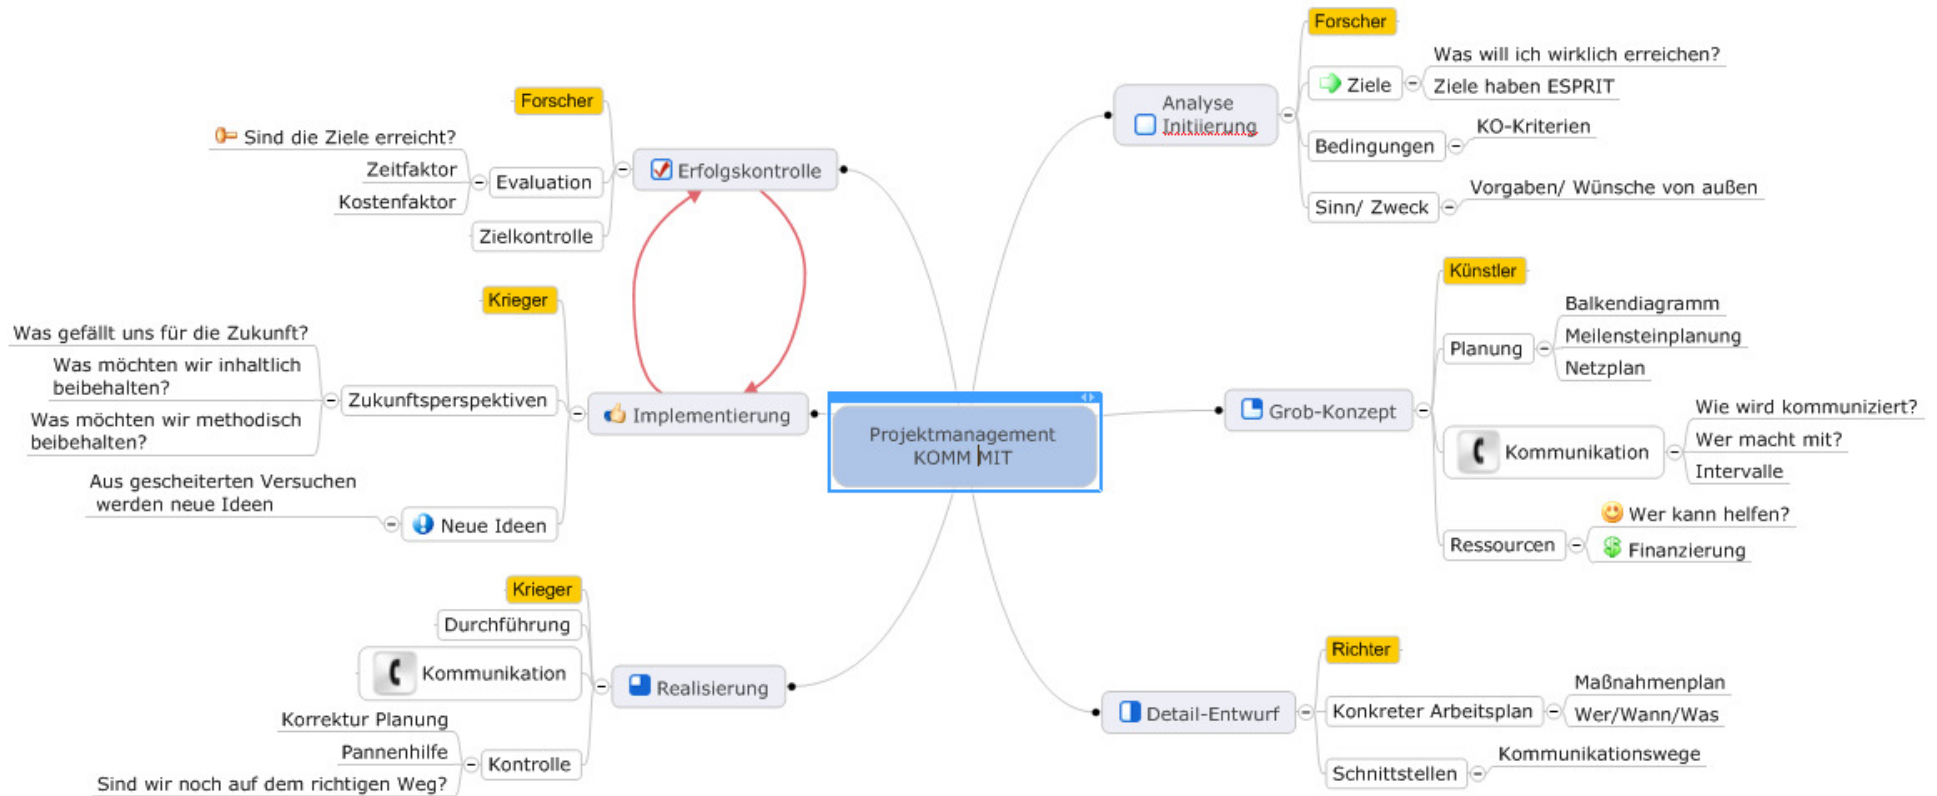 Projektmanagement
KOMM MIT
Analyse
Initiierung
Forscher
Ziele
Was will ich wirklich erreichen?
Ziele haben ESPRIT
Bedingungen
KO-Kriterien
Sinn/ Zweck
Vorgaben/ Wünsche von außen
Grob-Konzept
Künstler
Planung
Balkendiagramm
Meilensteinplanung
Netzplan
Kommunikation
Wie wird kommuniziert?
Wer macht mit?
Intervalle
Ressourcen
Wer kann helfen?
Finanzierung
Detail-Entwurf
Richter
Konkreter Arbeitsplan
Maßnahmenplan
Wer/Wann/Was
Schnittstellen
Kommunikationswege
Realisierung
Krieger
Durchführung
Kommunikation
Kontrolle
Korrektur Planung
Pannenhilfe
Sind wir noch auf dem richtigen Weg?
Implementierung
Krieger
Zukunftsperspektiven
Was gefällt uns für die Zukunft?
Was möchten wir inhaltlich
beibehalten?
Was möchten wir methodisch
beibehalten?
Neue Ideen
Aus gescheiterten Versuchen
werden neue Ideen
Erfolgskontrolle
Forscher
Evaluation
Sind die Ziele erreicht?
Zeitfaktor
Kostenfaktor
Zielkontrolle